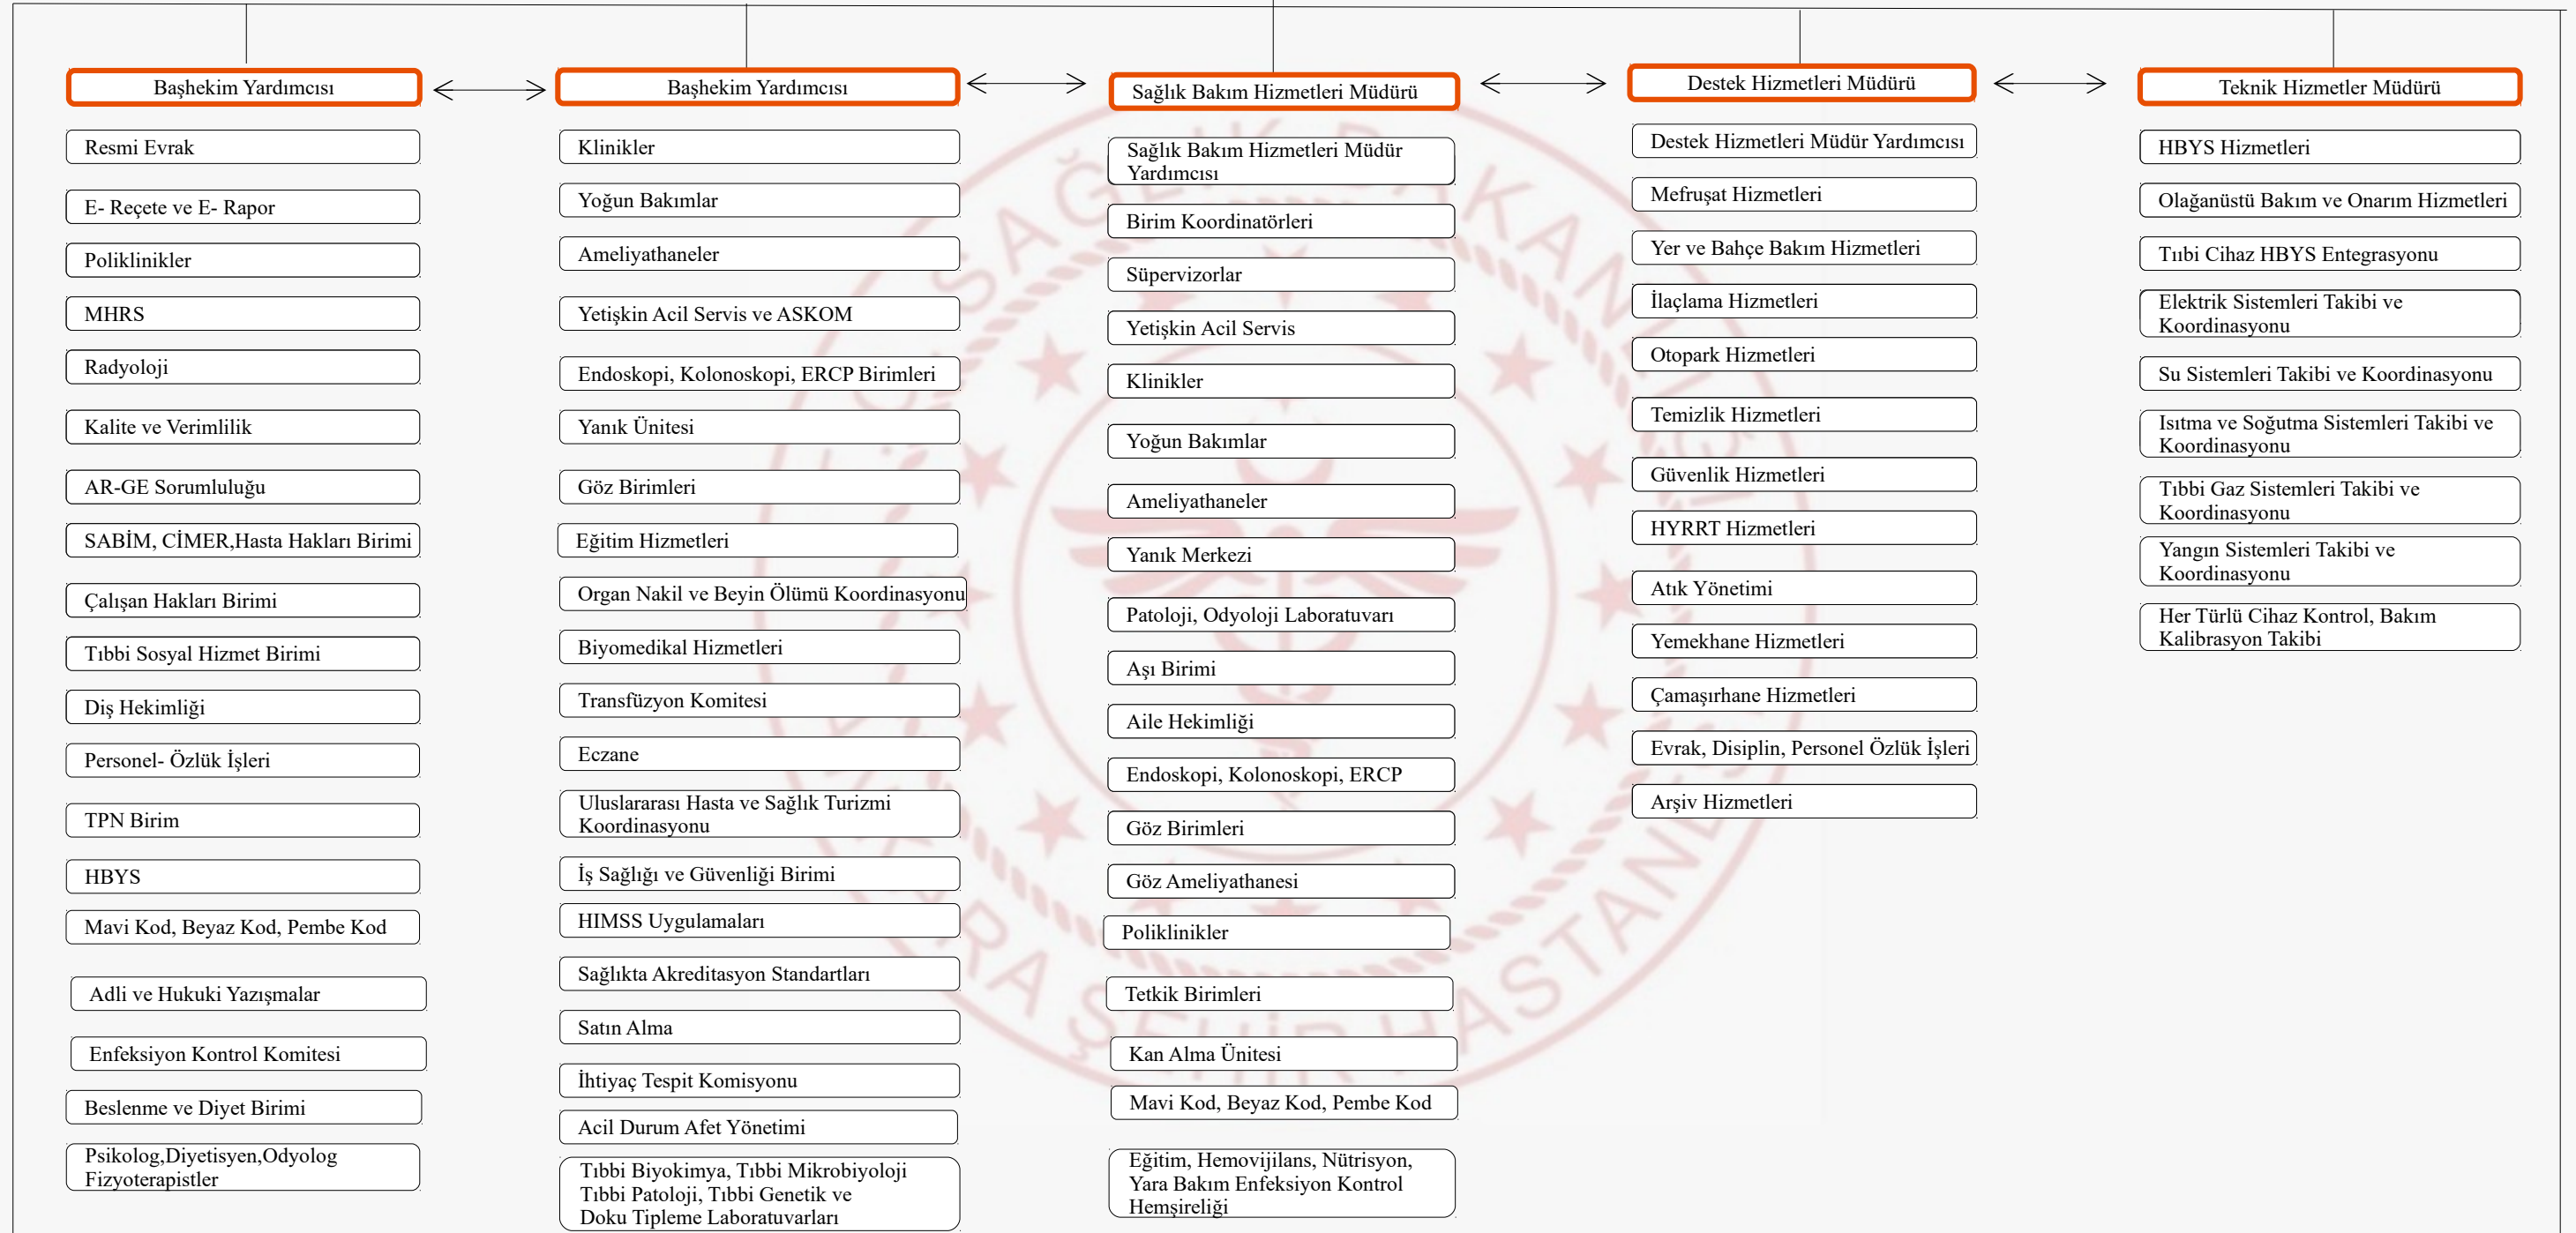 Başhekim Yardımcısı
Resmi Evrak
E- Reçete ve E- Rapor
Poliklinikler
MHRS
Radyoloji
Kalite ve Verimlilik
AR-GE Sorumluluğu
SABİM, CİMER,Hasta Hakları Birimi
Çalışan Hakları Birimi
Tıbbi Sosyal Hizmet Birimi
Diş Hekimliği
Personel- Özlük İşleri
TPN Birim
HBYS
Mavi Kod, Beyaz Kod, Pembe Kod
Adli ve Hukuki Yazışmalar
Enfeksiyon Kontrol Komitesi
Beslenme ve Diyet Birimi
Psikolog,Diyetisyen,Odyolog
Fizyoterapistler
Başhekim Yardımcısı
Klinikler
Yoğun Bakımlar
Ameliyathaneler
Yetişkin Acil Servis ve ASKOM
Endoskopi, Kolonoskopi, ERCP Birimleri
Yanık Ünitesi
Göz Birimleri
Eğitim Hizmetleri
Organ Nakil ve Beyin Ölümü Koordinasyonu
Biyomedikal Hizmetleri
Transfüzyon Komitesi
Eczane
Uluslararası Hasta ve Sağlık Turizmi
Koordinasyonu
İş Sağlığı ve Güvenliği Birimi
HIMSS Uygulamaları
Sağlıkta Akreditasyon Standartları
Satın Alma
İhtiyaç Tespit Komisyonu
Acil Durum Afet Yönetimi
Tıbbi Biyokimya, Tıbbi Mikrobiyoloji
Tıbbi Patoloji, Tıbbi Genetik ve
Doku Tipleme Laboratuvarları
Sağlık Bakım Hizmetleri Müdürü
Sağlık Bakım Hizmetleri Müdür
Yardımcısı
Birim Koordinatörleri
Süpervizorlar
Yetişkin Acil Servis
Klinikler
Yoğun Bakımlar
Ameliyathaneler
Yanık Merkezi
Patoloji, Odyoloji Laboratuvarı
Aşı Birimi
Aile Hekimliği
Endoskopi, Kolonoskopi, ERCP
Göz Birimleri
Göz Ameliyathanesi
Poliklinikler
Tetkik Birimleri
Kan Alma Ünitesi
Mavi Kod, Beyaz Kod, Pembe Kod
Eğitim, Hemovijilans, Nütrisyon,
Yara Bakım Enfeksiyon Kontrol
Hemşireliği
Destek Hizmetleri Müdürü
Destek Hizmetleri Müdür Yardımcısı
Mefruşat Hizmetleri
Yer ve Bahçe Bakım Hizmetleri
İlaçlama Hizmetleri
Otopark Hizmetleri
Temizlik Hizmetleri
Güvenlik Hizmetleri
HYRRT Hizmetleri
Atık Yönetimi
Yemekhane Hizmetleri
Çamaşırhane Hizmetleri
Evrak, Disiplin, Personel Özlük İşleri
Arşiv Hizmetleri
Teknik Hizmetler Müdürü
HBYS Hizmetleri
Olağanüstü Bakım ve Onarım Hizmetleri
Tııbi Cihaz HBYS Entegrasyonu
Elektrik Sistemleri Takibi ve
Koordinasyonu
Su Sistemleri Takibi ve Koordinasyonu
Isıtma ve Soğutma Sistemleri Takibi ve
Koordinasyonu
Tıbbi Gaz Sistemleri Takibi ve
Koordinasyonu
Yangın Sistemleri Takibi ve
Koordinasyonu
Her Türlü Cihaz Kontrol, Bakım
Kalibrasyon Takibi
SAĞLIK BAKANLIĞI
ŞEHİR HASTANESİ